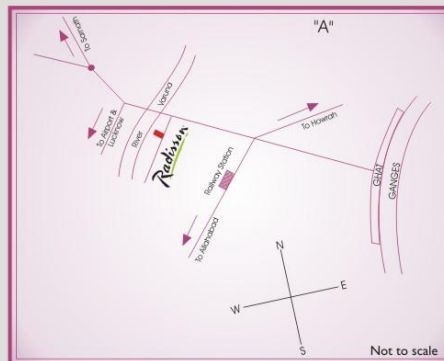 "A"
To Sarnath
Varuna
River
To Airport &
Lucknow
Radisson
To Howrah
Railway Station
To Allahabad
GHAT
GANGES
N
W
E
S
Not to scale